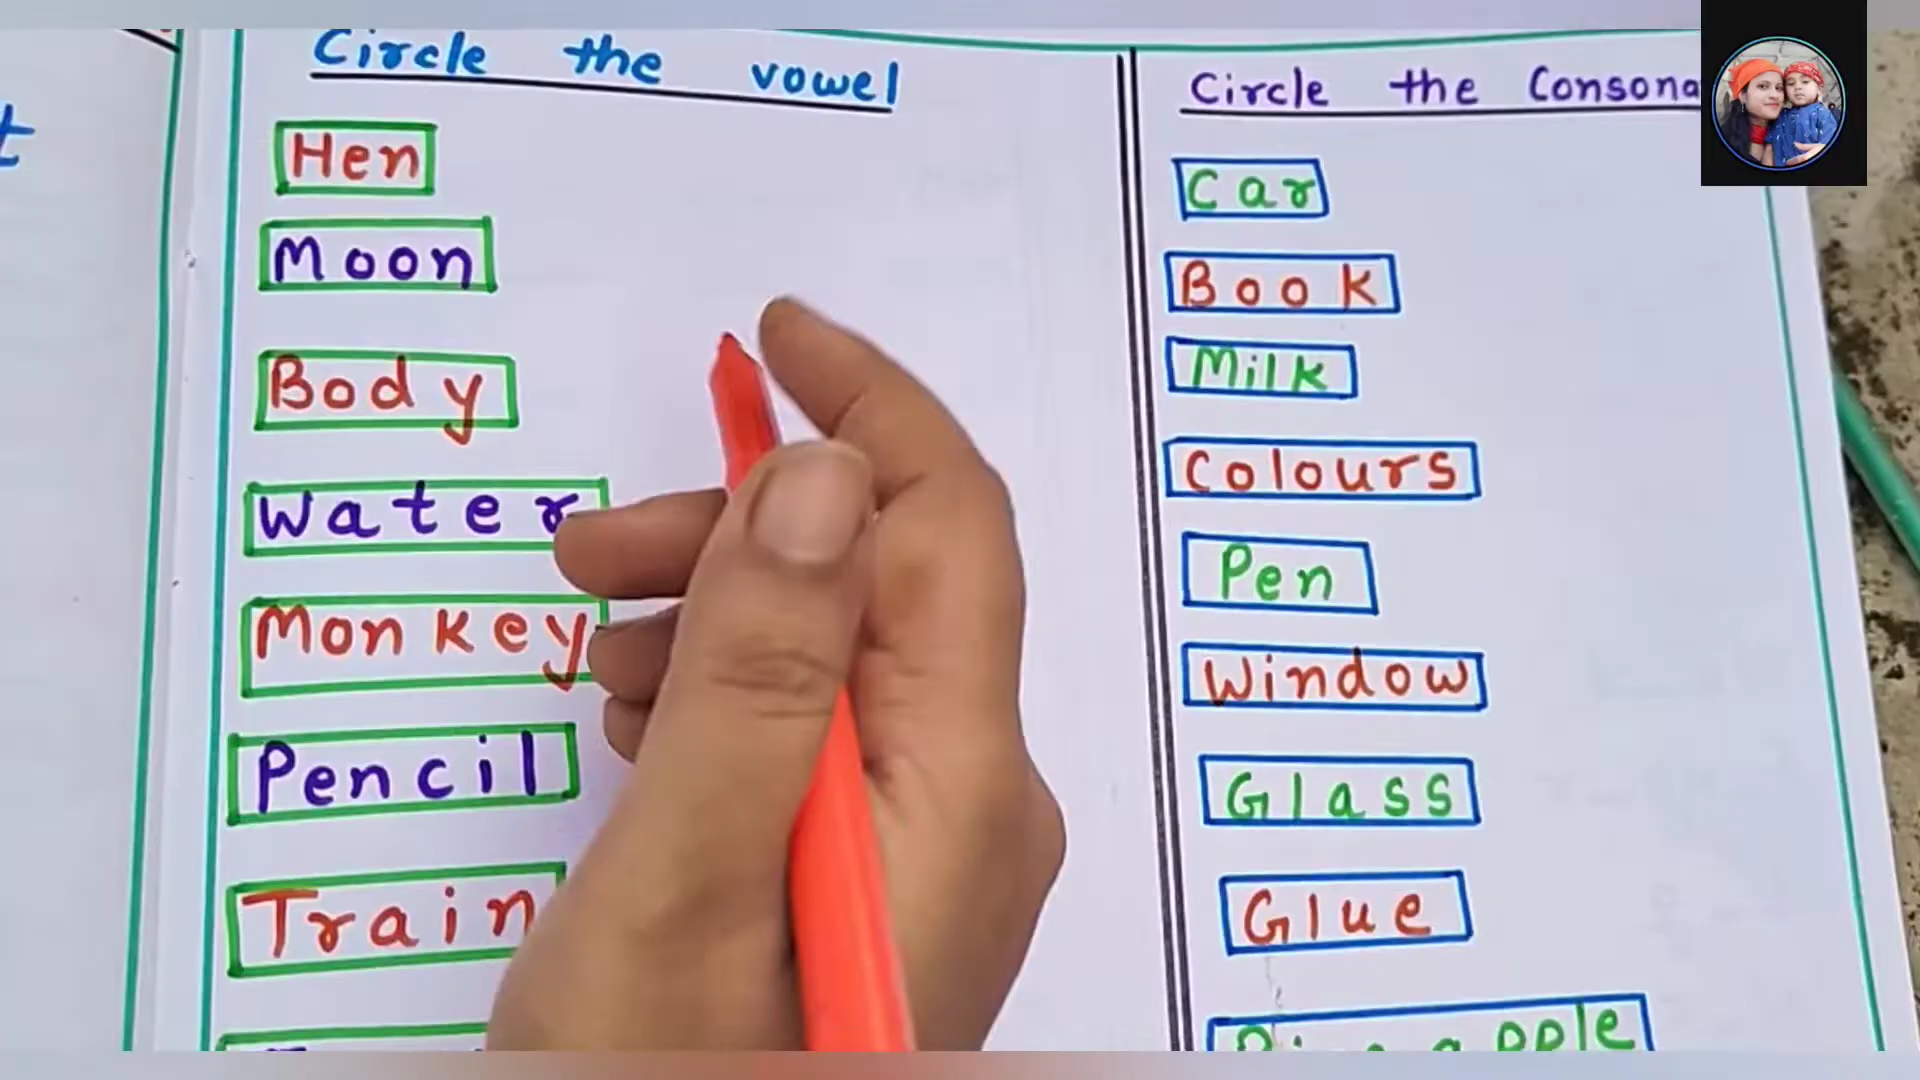 t
Circle the vowel
Hen
Moon
Body
Water
Monkey
Pencil
Train
Circle the Consona
Car
Book
Milk
Colours
Pen
Window
Glass
Glue
Pineapple